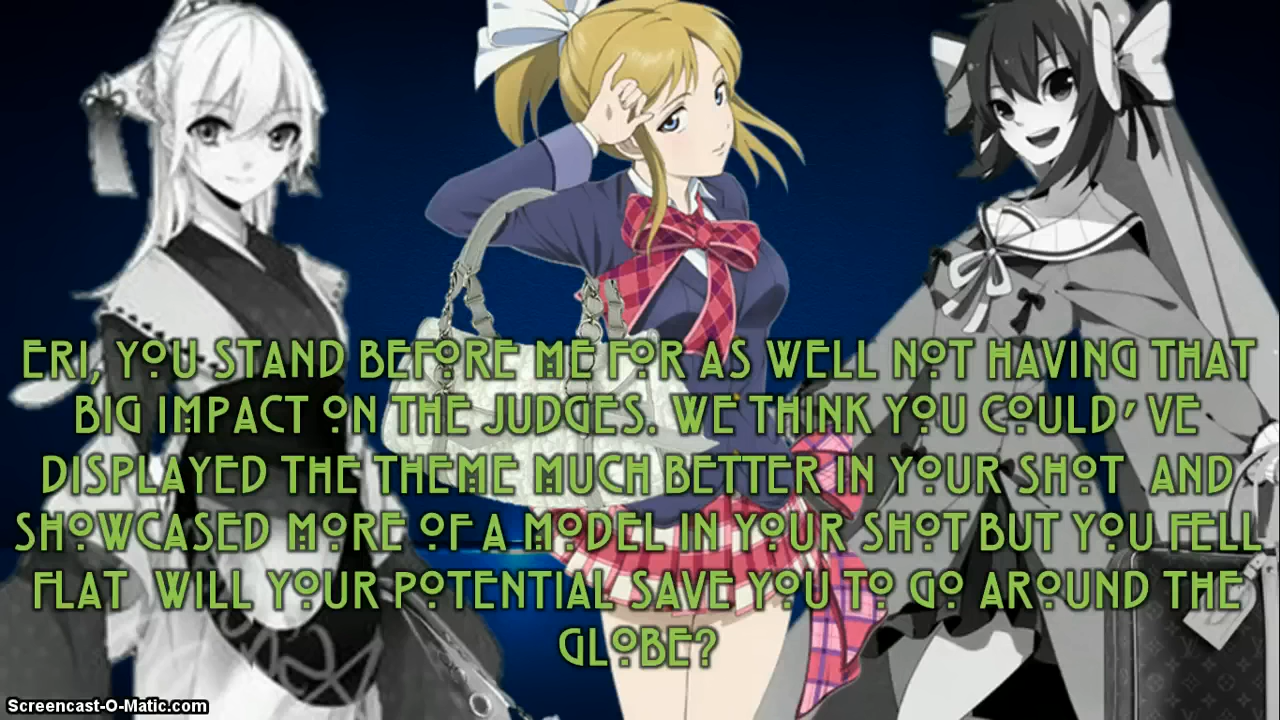 ERI, YOU STAND BEFORE ME FOR AS WELL NOT HAVING THAT
BIG IMPACT ON THE JUDGES. WE THINK YOU COULD'VE
DISPLAYED THE THEME MUCH BETTER IN YOUR SHOT AND
SHOWCASED MORE OF A MODEL IN YOUR SHOT BUT YOU FELL
FLAT WILL YOUR POTENTIAL SAVE YOU TO GO AROUND THE
GLOBE?
Screencast-O-Matic.com